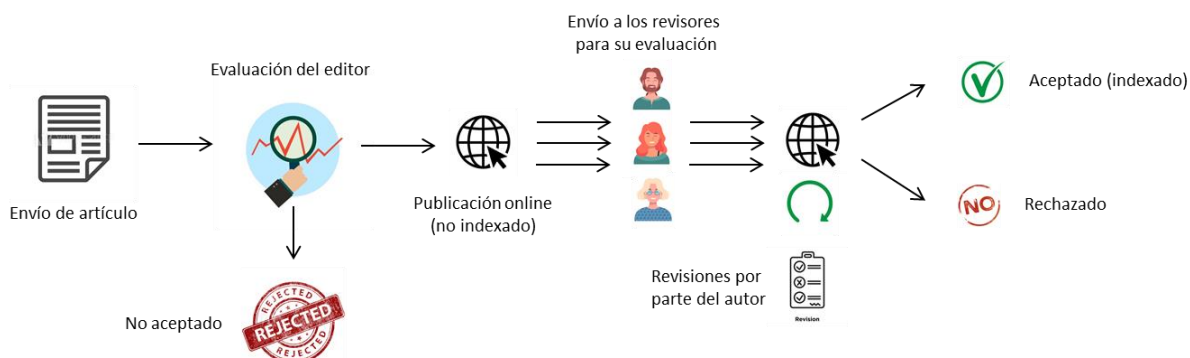 Envío de artículo
Evaluación del editor
REJECTED
REJECTED
REJECTED
No aceptado
Publicación online
(no indexado)
Envío a los revisores
para su evaluación
Revisiones por
parte del autor
Revision
Aceptado (indexado)
NO
Rechazado